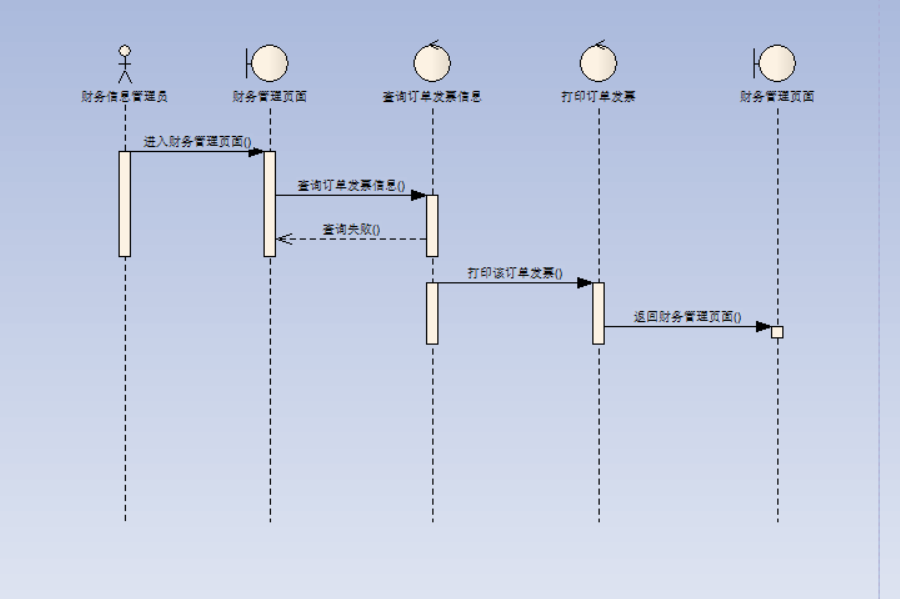 财务信息管理员
财务管理页面
查询订单发票信息
打印订单发票
财务管理页面
进入财务管理页面()
查询订单发票信息()
查询失败()
打印该订单发票()
返回财务管理页面()